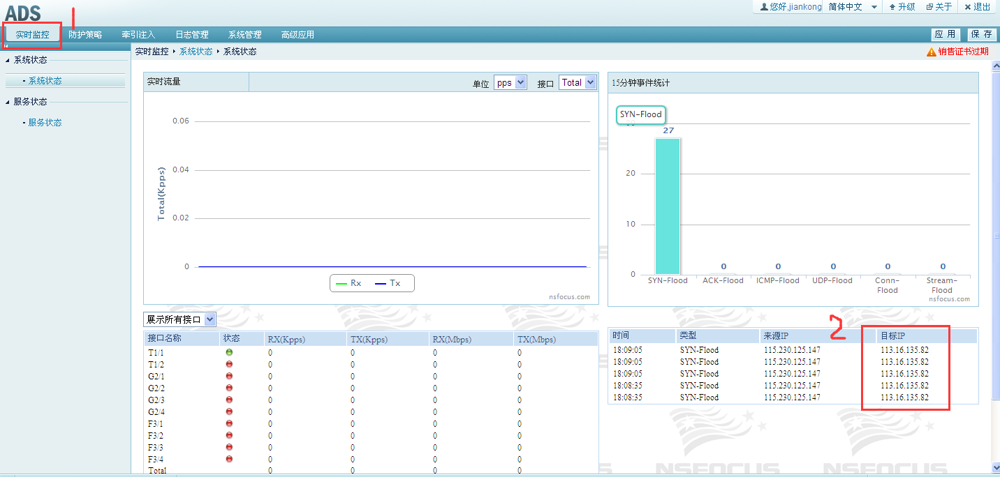 ADS
您好,jiankong 简体中文 升级 关于 退出
1
实时监控 防护策略 牵引注入 日志管理 系统管理 高级应用 应 用 保 存
实时监控 系统状态 系统状态 销售证书过期
系统状态
系统状态
服务状态
服务状态
实时流量 单位 pps 接口 Total
0.06
0.04
0.02
0
Total(Kpps)
Rx Tx
nsfocus.com
15分钟事件统计
SYN-Flood
27
20
10
0
0 0 0 0 0
SYN-Flood ACK-Flood ICMP-Flood UDP-Flood Conn-Flood Stream-Flood
nsfocus.com
展示所有接口
接口名称 状态 RX(Kpps) TX(Kpps) RX(Mbps) TX(Mbps)
T1/1 0 0 0 0
T1/2 0 0 0 0
G2/1 0 0 0 0
G2/2 0 0 0 0
G2/3 0 0 0 0
G2/4 0 0 0 0
F3/1 0 0 0 0
F3/2 0 0 0 0
F3/3 0 0 0 0
F3/4 0 0 0 0
Total 0 0 0 0
2
时间 类型 来源IP 目标IP
18:09:05 SYN-Flood 115.230.125.147 113.16.135.82
18:09:05 SYN-Flood 115.230.125.147 113.16.135.82
18:09:05 SYN-Flood 115.230.125.147 113.16.135.82
18:08:35 SYN-Flood 115.230.125.147 113.16.135.82
18:08:35 SYN-Flood 115.230.125.147 113.16.135.82
NSFOCUS NSFOCUS